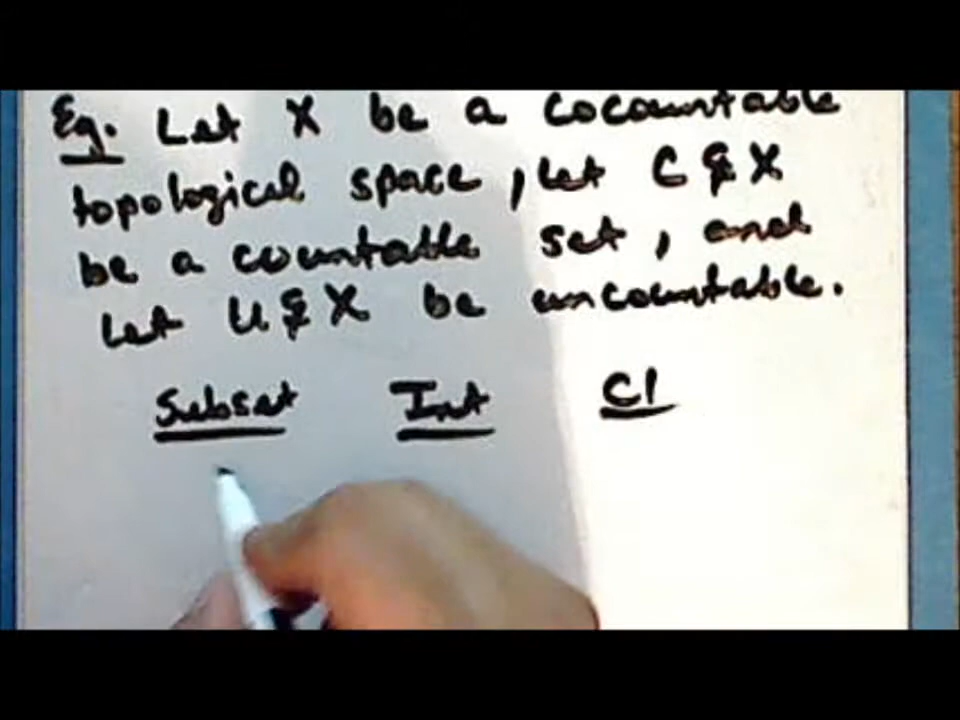 Eg. Let X be a cocountable
topological space, let C ⊊ X
be a countable set, and
let U ⊊ X be uncountable.
Subset Int Cl